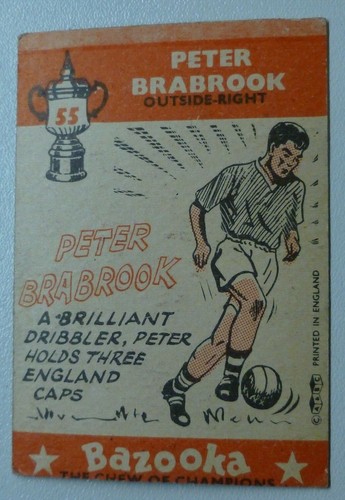 PETER
BRABROOK
OUTSIDE-RIGHT
55
PETER
BRABROOK
A BRILLIANT
DRIBBLER, PETER
HOLDS THREE
ENGLAND
CAPS
PRINTED IN ENGLAND
Bazooka
THE CHEW OF CHAMPIONS